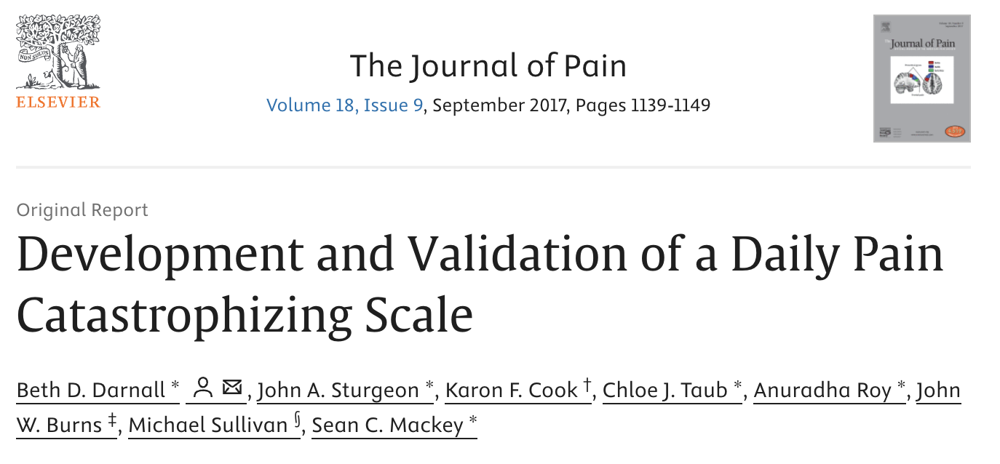 NON SOLUS
ELSEVIER
The Journal of Pain
Volume 18, Issue 9, September 2017, Pages 1139-1149
Journal of Pain
Original Report
Development and Validation of a Daily Pain
Catastrophizing Scale
Beth D. Darnall *, John A. Sturgeon *, Karon F. Cook †, Chloe J. Taub *, Anuradha Roy *, John
W. Burns ‡, Michael Sullivan §, Sean C. Mackey *